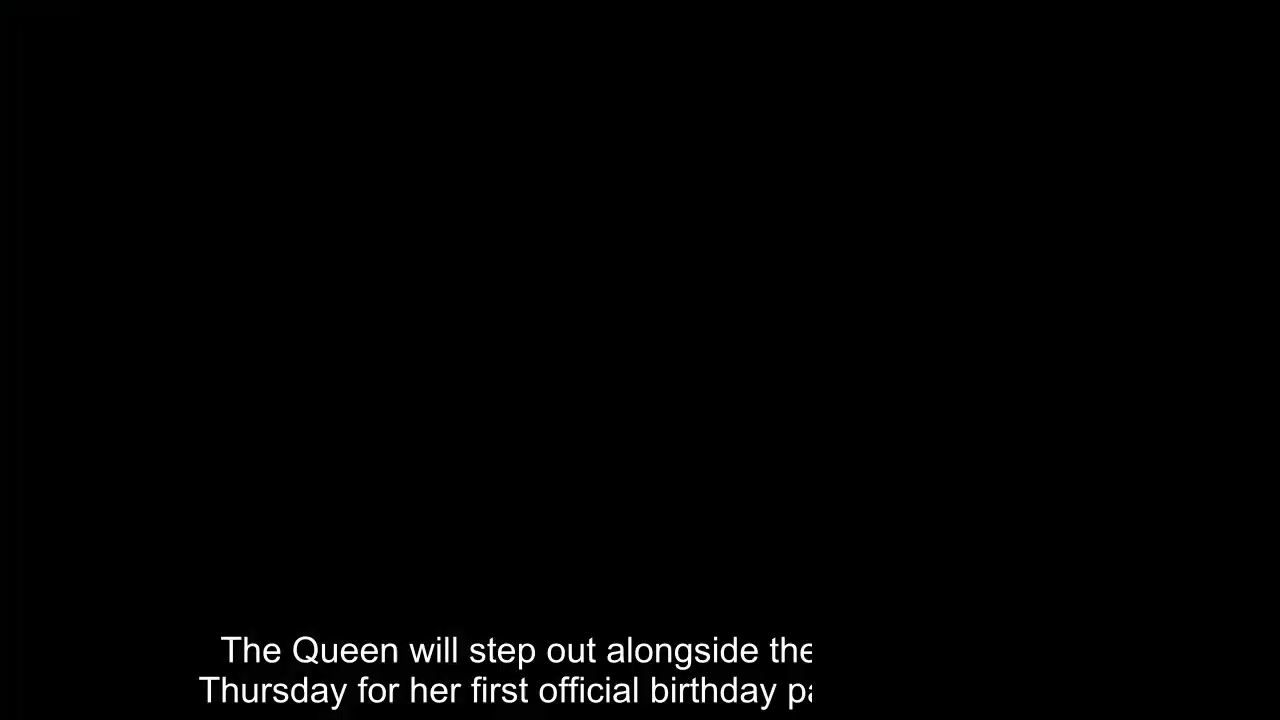 The Queen will step out alongside the
Thursday for her first official birthday